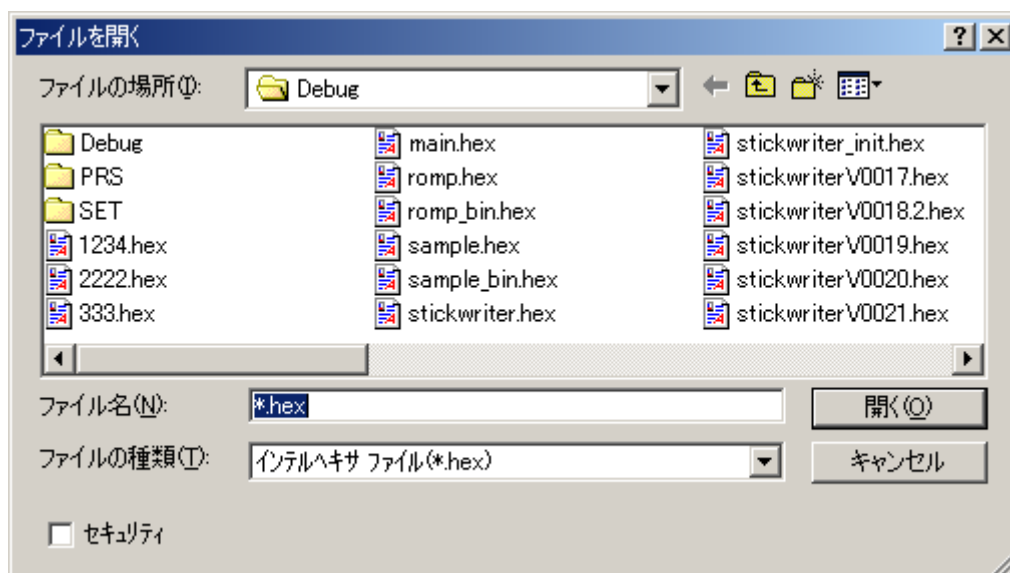 ファイルを開く
ファイルの場所(I): Debug
Debug main.hex stickwriter_init.hex
PRS romp.hex stickwriterV0017.hex
SET romp_bin.hex stickwriterV0018.2.hex
1234.hex sample.hex stickwriterV0019.hex
2222.hex sample_bin.hex stickwriterV0020.hex
333.hex stickwriter.hex stickwriterV0021.hex
ファイル名(N): *.hex 開く(O)
ファイルの種類(T): インテルヘキサ ファイル(*.hex) キャンセル
セキュリティ